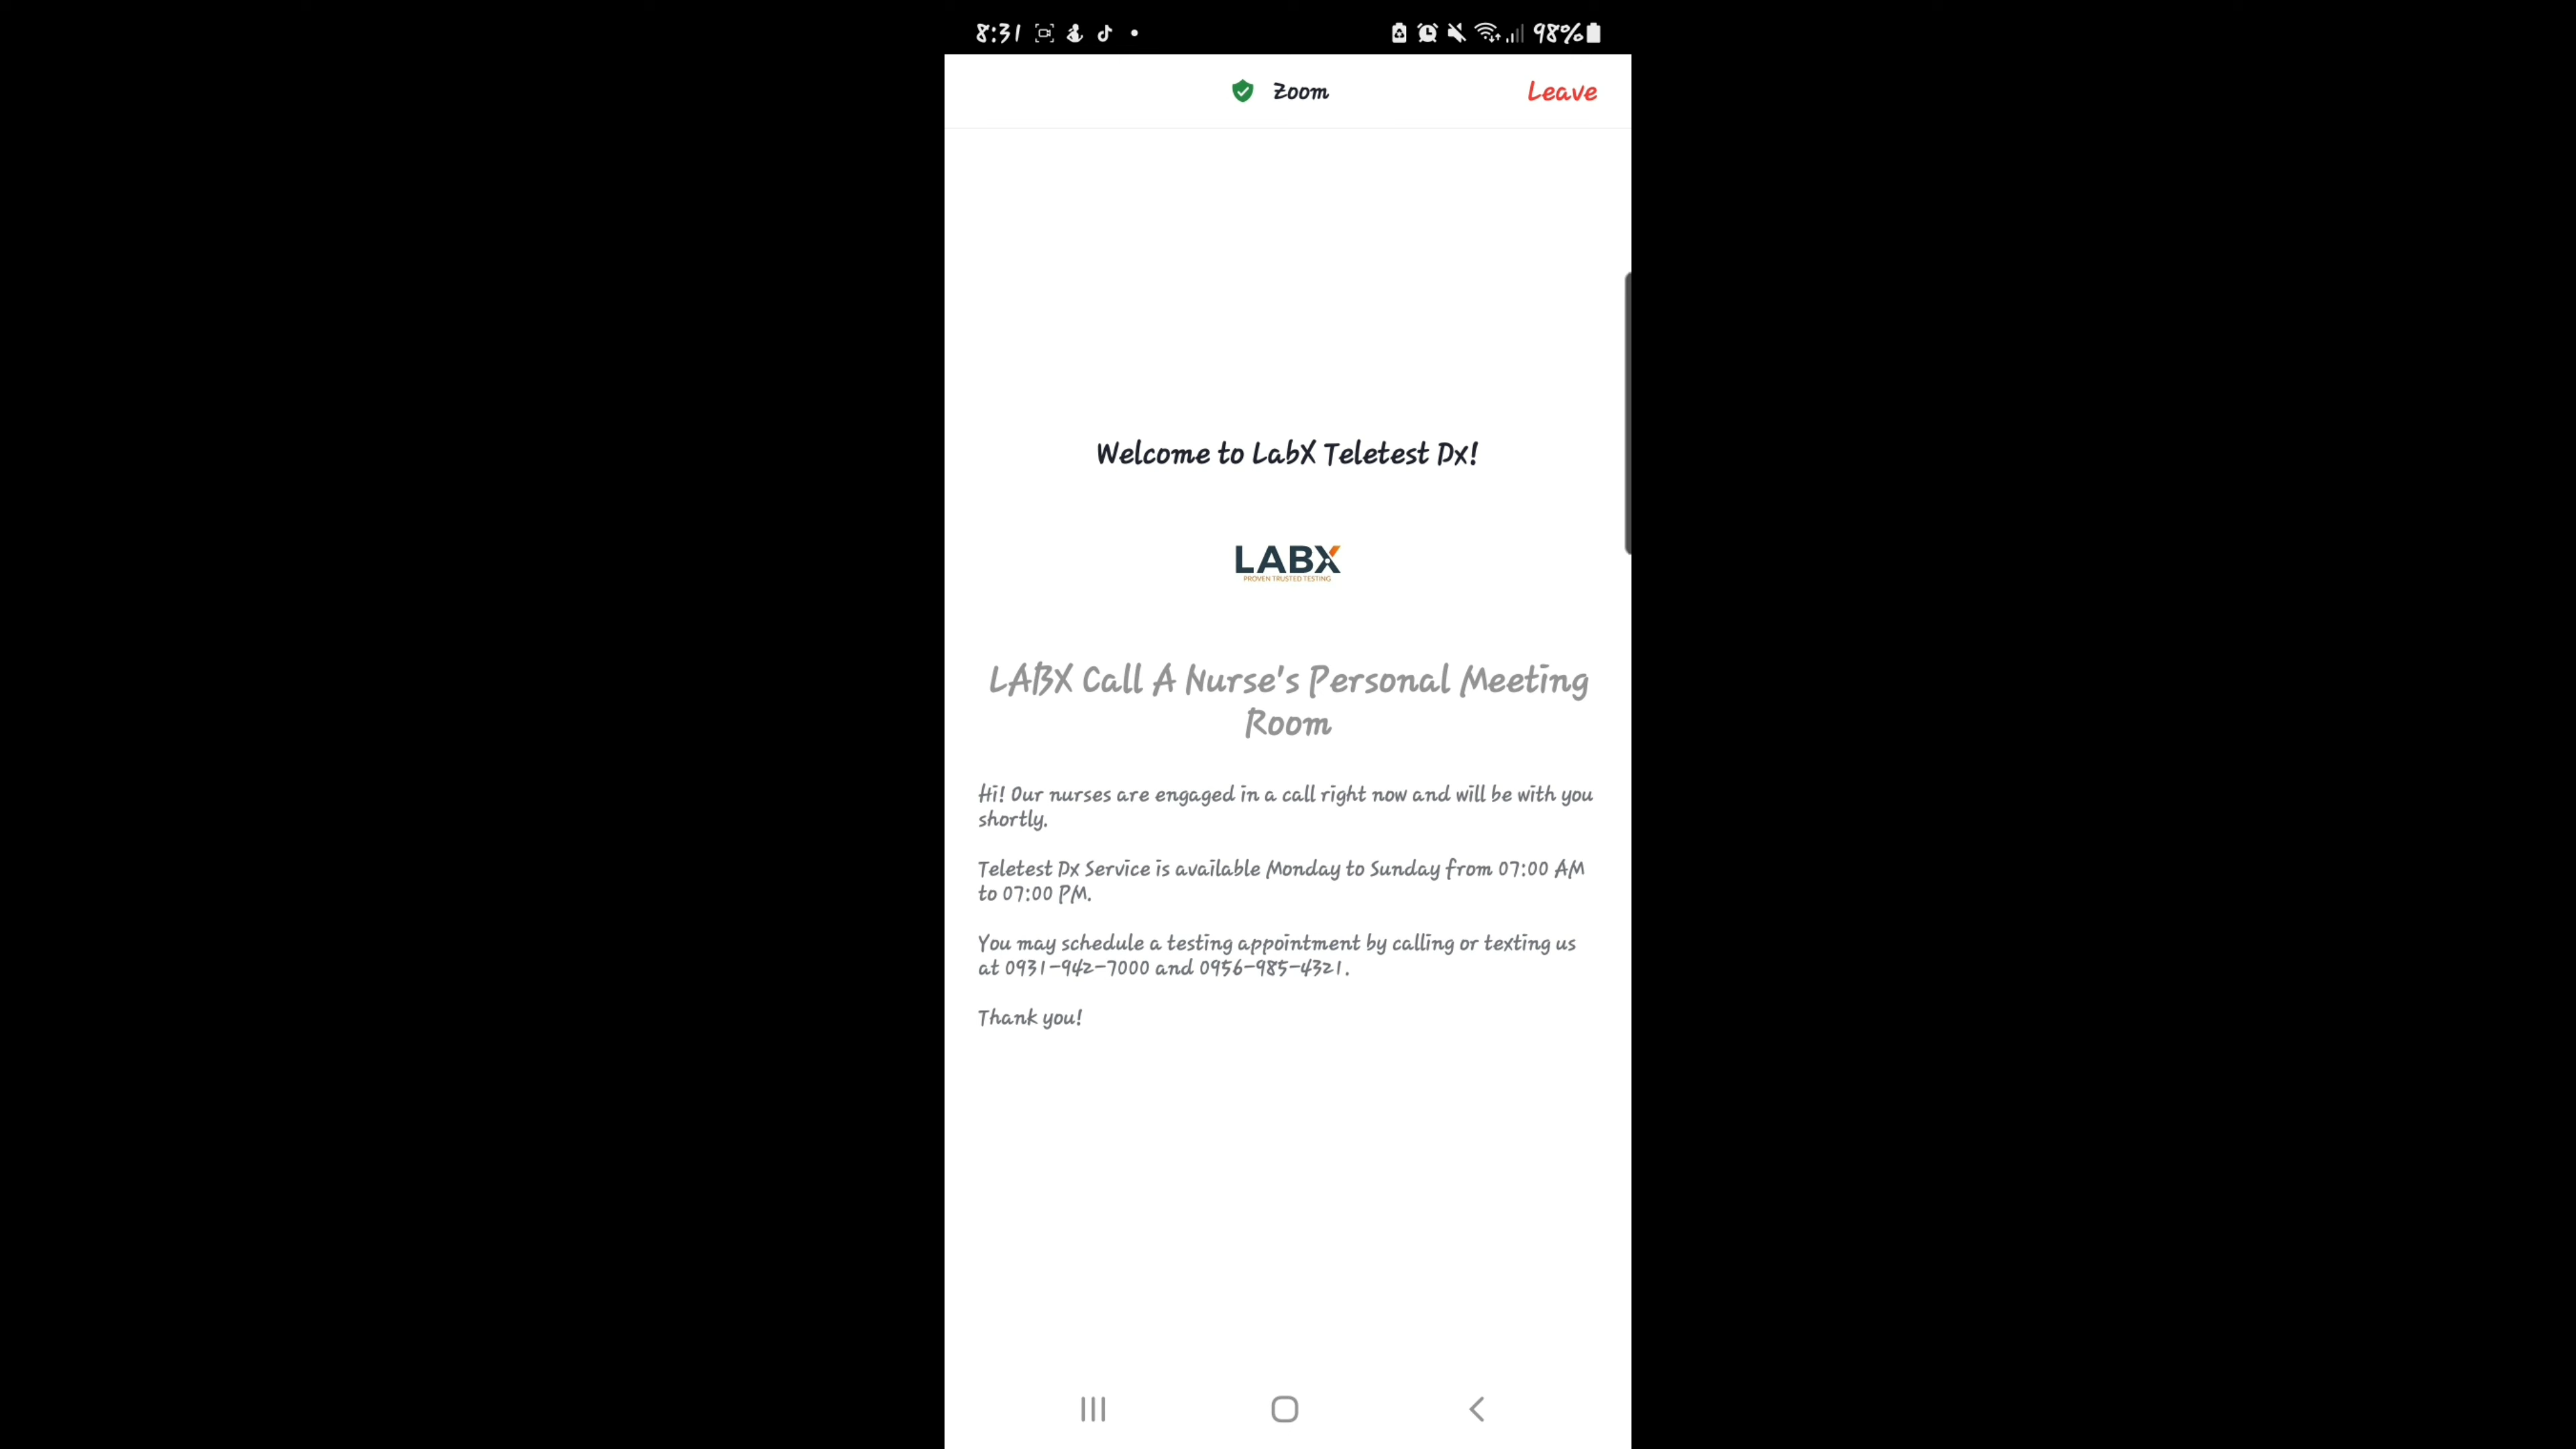 8:31 98%
Zoom Leave
Welcome to LabX Teletest Dx!
LABX
PROVEN TRUSTED TESTING
LABX Call A Nurse's Personal Meeting
Room
Hi! Our nurses are engaged in a call right now and will be with you
shortly.
Teletest Dx Service is available Monday to Sunday from 07:00 AM
to 07:00 PM.
You may schedule a testing appointment by calling or texting us
at 0931-942-7000 and 0956-985-4321.
Thank you!